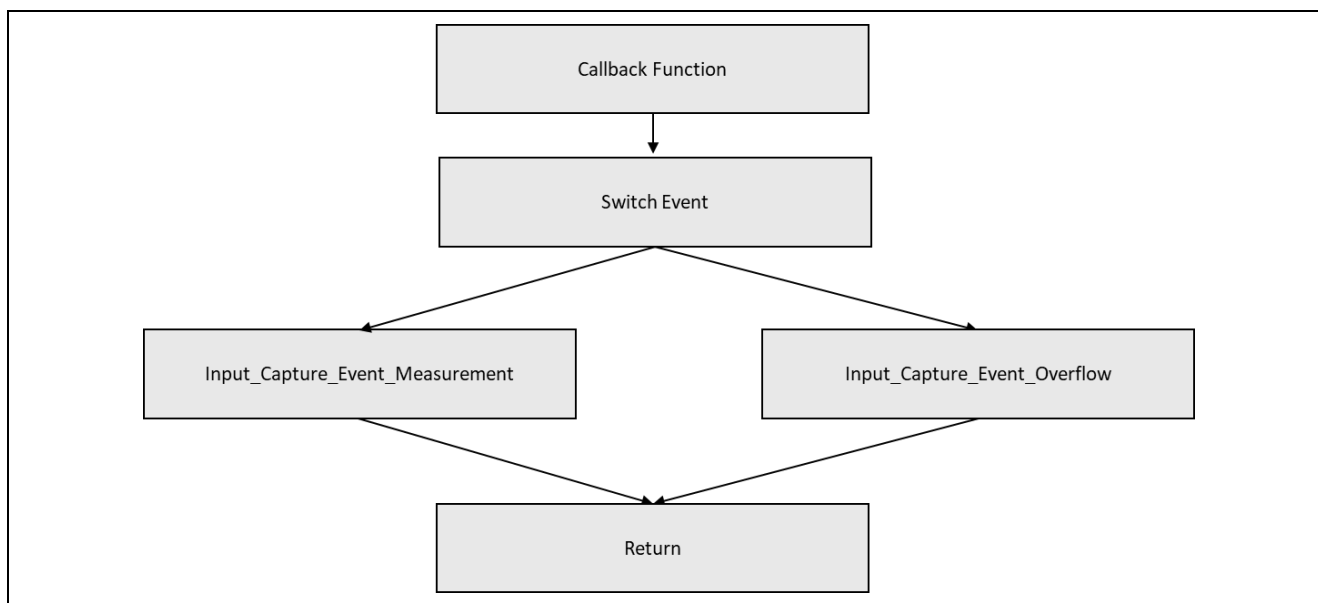 Callback Function
Switch Event
Input_Capture_Event_Measurement
Input_Capture_Event_Overflow
Return